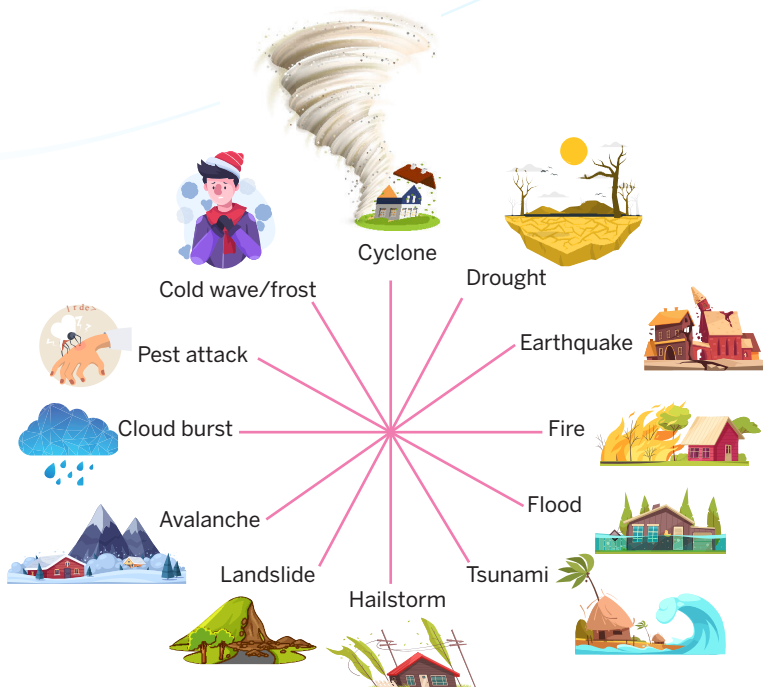 Cyclone
Drought
Cold wave/frost
Earthquake
Pest attack
Cloud burst
Fire
Flood
Avalanche
Landslide
Tsunami
Hailstorm